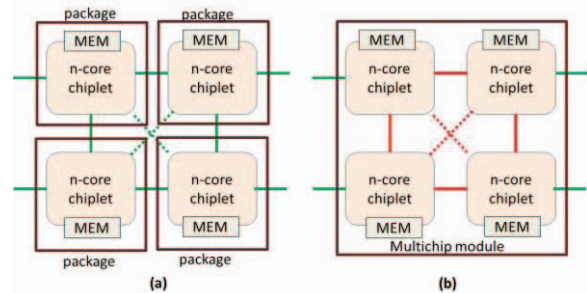 package package
MEM MEM MEM MEM
n-core n-core n-core n-core
chiplet chiplet chiplet chiplet
n-core n-core n-core n-core
chiplet chiplet chiplet chiplet
MEM MEM MEM MEM
Multichip module
package package
(a) (b)